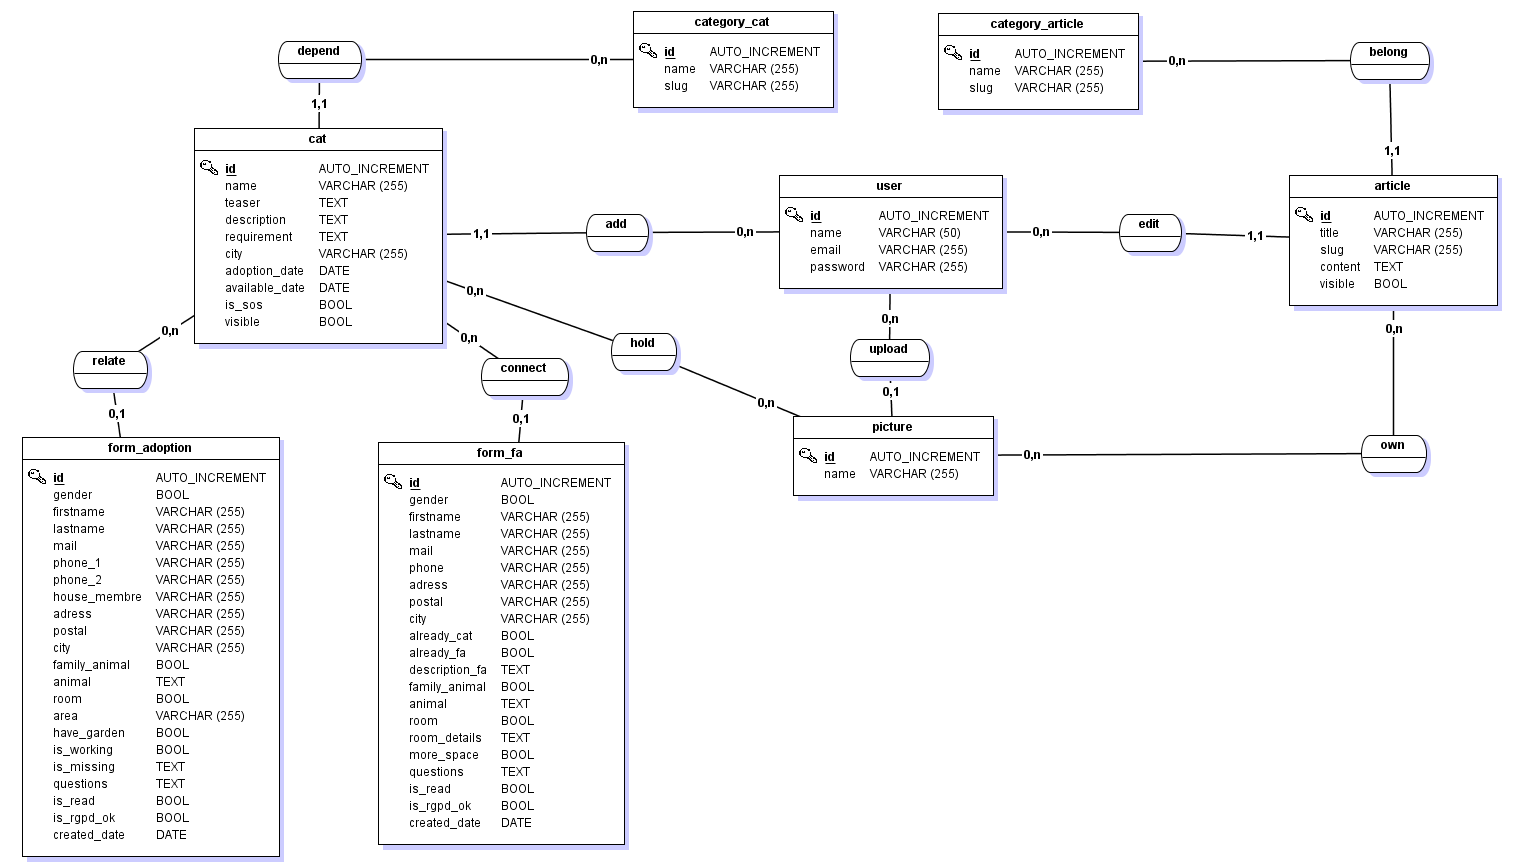 category_cat
id AUTO_INCREMENT
name VARCHAR (255)
slug VARCHAR (255)
category_article
id AUTO_INCREMENT
name VARCHAR (255)
slug VARCHAR (255)
depend
0,n
1,1
belong
0,n
1,1
cat
id AUTO_INCREMENT
name VARCHAR (255)
teaser TEXT
description TEXT
requirement TEXT
city VARCHAR (255)
adoption_date DATE
available_date DATE
is_sos BOOL
visible BOOL
1,1
add
0,n
user
id AUTO_INCREMENT
name VARCHAR (50)
email VARCHAR (255)
password VARCHAR (255)
0,n
edit
1,1
article
id AUTO_INCREMENT
title VARCHAR (255)
slug VARCHAR (255)
content TEXT
visible BOOL
0,n
relate
0,1
0,n
connect
0,1
0,n
hold
0,n
0,n
upload
0,1
0,n
own
0,n
picture
id AUTO_INCREMENT
name VARCHAR (255)
form_adoption
id AUTO_INCREMENT
gender BOOL
firstname VARCHAR (255)
lastname VARCHAR (255)
mail VARCHAR (255)
phone_1 VARCHAR (255)
phone_2 VARCHAR (255)
house_membre VARCHAR (255)
adress VARCHAR (255)
postal VARCHAR (255)
city VARCHAR (255)
family_animal BOOL
animal TEXT
room BOOL
area VARCHAR (255)
have_garden BOOL
is_working BOOL
is_missing TEXT
questions TEXT
is_read BOOL
is_rgpd_ok BOOL
created_date DATE
form_fa
id AUTO_INCREMENT
gender BOOL
firstname VARCHAR (255)
lastname VARCHAR (255)
mail VARCHAR (255)
phone VARCHAR (255)
adress VARCHAR (255)
postal VARCHAR (255)
city VARCHAR (255)
already_cat BOOL
already_fa BOOL
description_fa TEXT
family_animal BOOL
animal TEXT
room BOOL
room_details TEXT
more_space BOOL
questions TEXT
is_read BOOL
is_rgpd_ok BOOL
created_date DATE